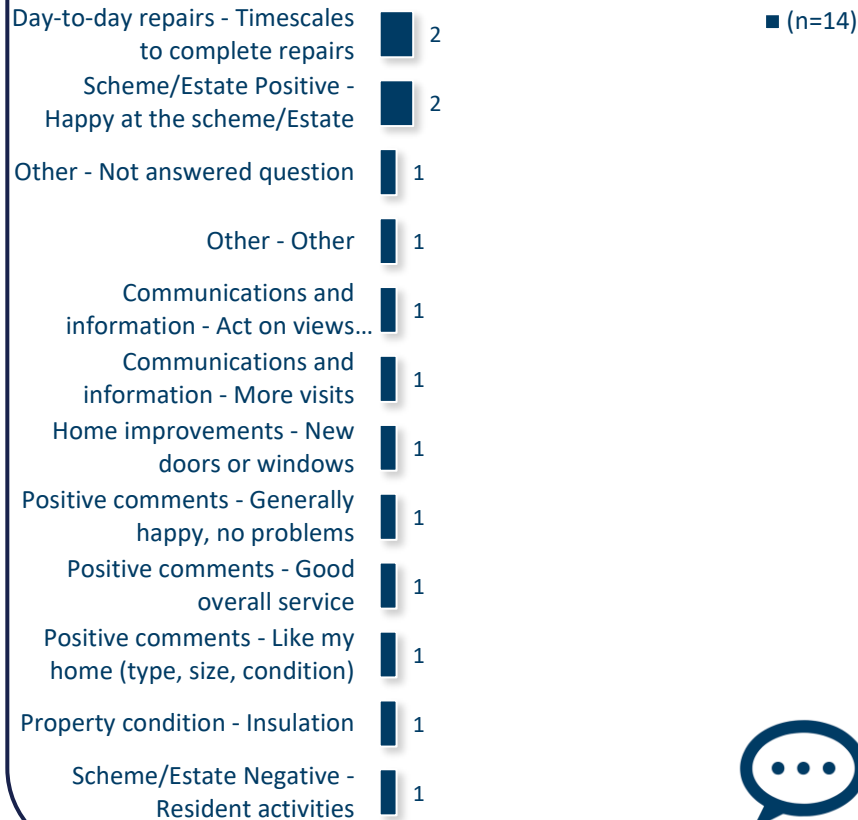 Day-to-day repairs - Timescales
to complete repairs
2
(n=14)
Scheme/Estate Positive -
Happy at the scheme/Estate
2
Other - Not answered question
1
Other - Other
1
Communications and
information - Act on views...
1
Communications and
information - More visits
1
Home improvements - New
doors or windows
1
Positive comments - Generally
happy, no problems
1
Positive comments - Good
overall service
1
Positive comments - Like my
home (type, size, condition)
1
Property condition - Insulation
1
Scheme/Estate Negative -
Resident activities
1